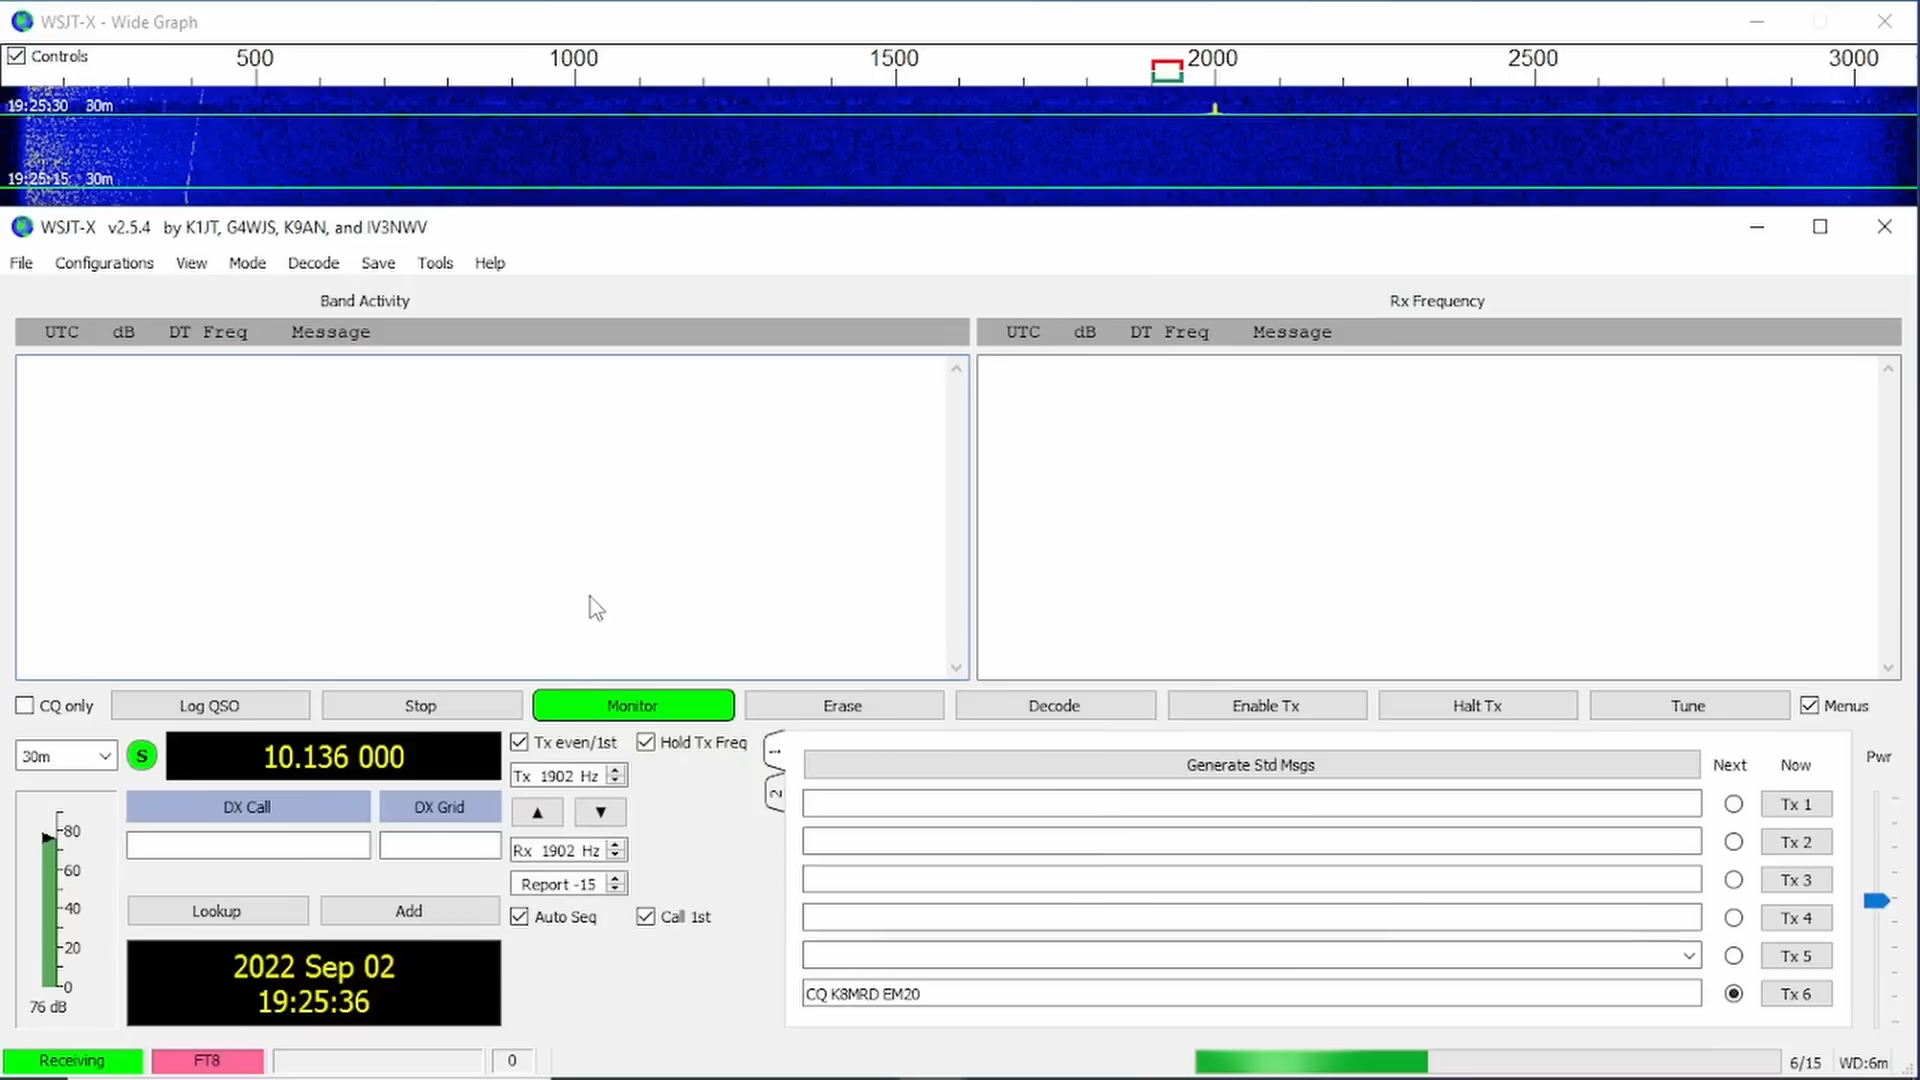 WSJT-X - Wide Graph
Controls 500 1000 1500 2000 2500 3000
19:25:30 30m
19:25:15 30m
WSJT-X v2.5.4 by K1JT, G4WJS, K9AN, and IV3NWV
File Configurations View Mode Decode Save Tools Help
Band Activity Rx Frequency
UTC dB DT Freq Message UTC dB DT Freq Message
CQ only Log QSO Stop Monitor Erase Decode Enable Tx Halt Tx Tune Menus
30m S 10.136 000 Tx even/1st Hold Tx Freq
Tx 1902 Hz
DX Call DX Grid ▲ ▼
Rx 1902 Hz
Report -15
Lookup Add Auto Seq Call 1st
2022 Sep 02
19:25:36
80
60
40
20
0
76 dB
1
2
Generate Std Msgs Next Now Pwr
Tx 1
Tx 2
Tx 3
Tx 4
Tx 5
CQ K8MRD EM20 Tx 6
Receiving FT8 0 6/15 WD:6m